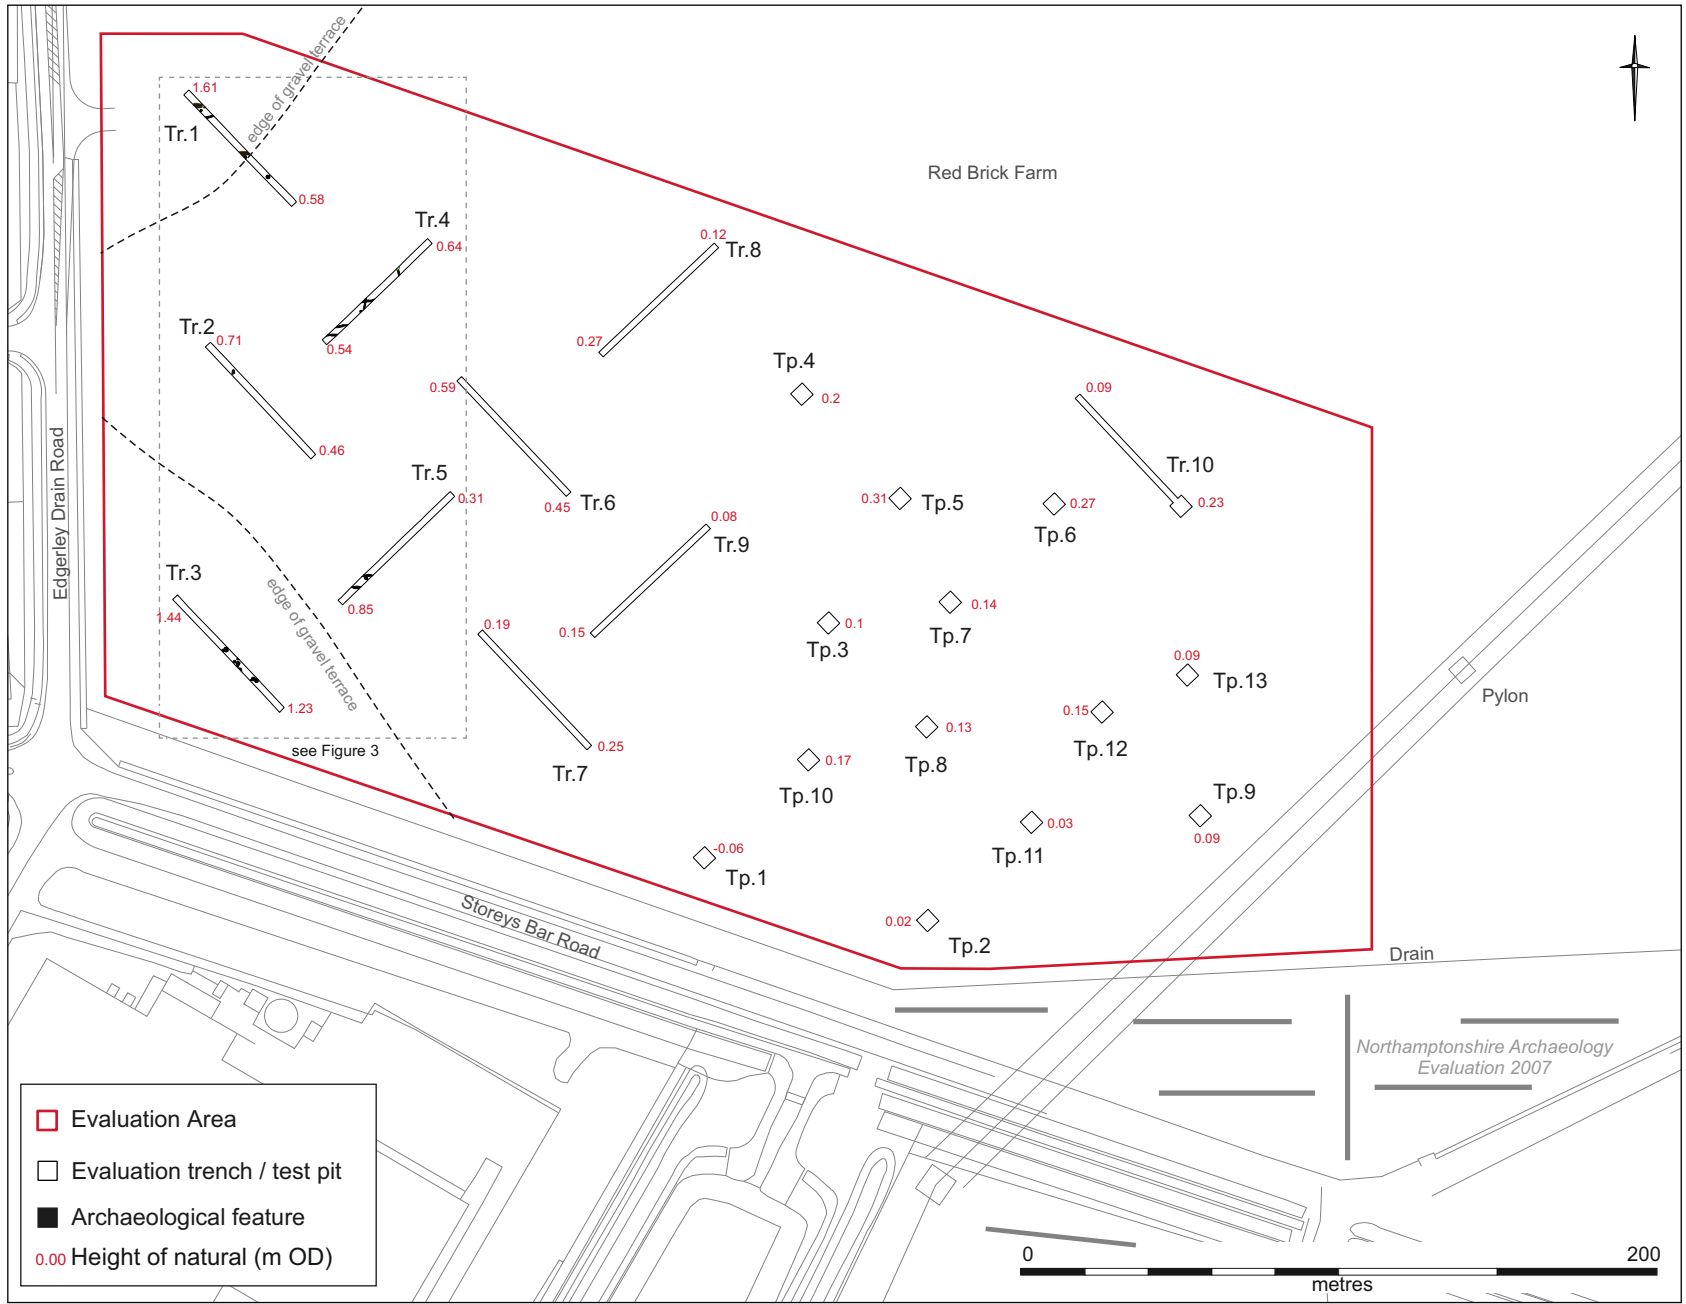 edge of gravel terrace
1.61
Tr.1
0.58
Red Brick Farm
Tr.4
0.64
0.12
Tr.8
Tr.2
0.71
0.54
0.27
Tp.4
0.2
0.59
0.09
Edgerley Drain Road
0.46
Tr.5
0.31
0.45
Tr.6
0.31
Tp.5
0.27
Tp.6
Tr.10
0.23
0.08
Tr.9
Tr.3
1.44
edge of gravel terrace
0.85
0.19
0.15
0.1
Tp.3
0.14
Tp.7
0.09
Tp.13
Pylon
1.23
see Figure 3
0.25
Tr.7
0.17
Tp.10
0.13
Tp.8
0.15
Tp.12
Tp.9
0.09
0.03
Tp.11
-0.06
Tp.1
0.02
Tp.2
Storeys Bar Road
Drain
Northamptonshire Archaeology
Evaluation 2007
Evaluation Area
Evaluation trench / test pit
Archaeological feature
0.00 Height of natural (m OD)
0 200
metres